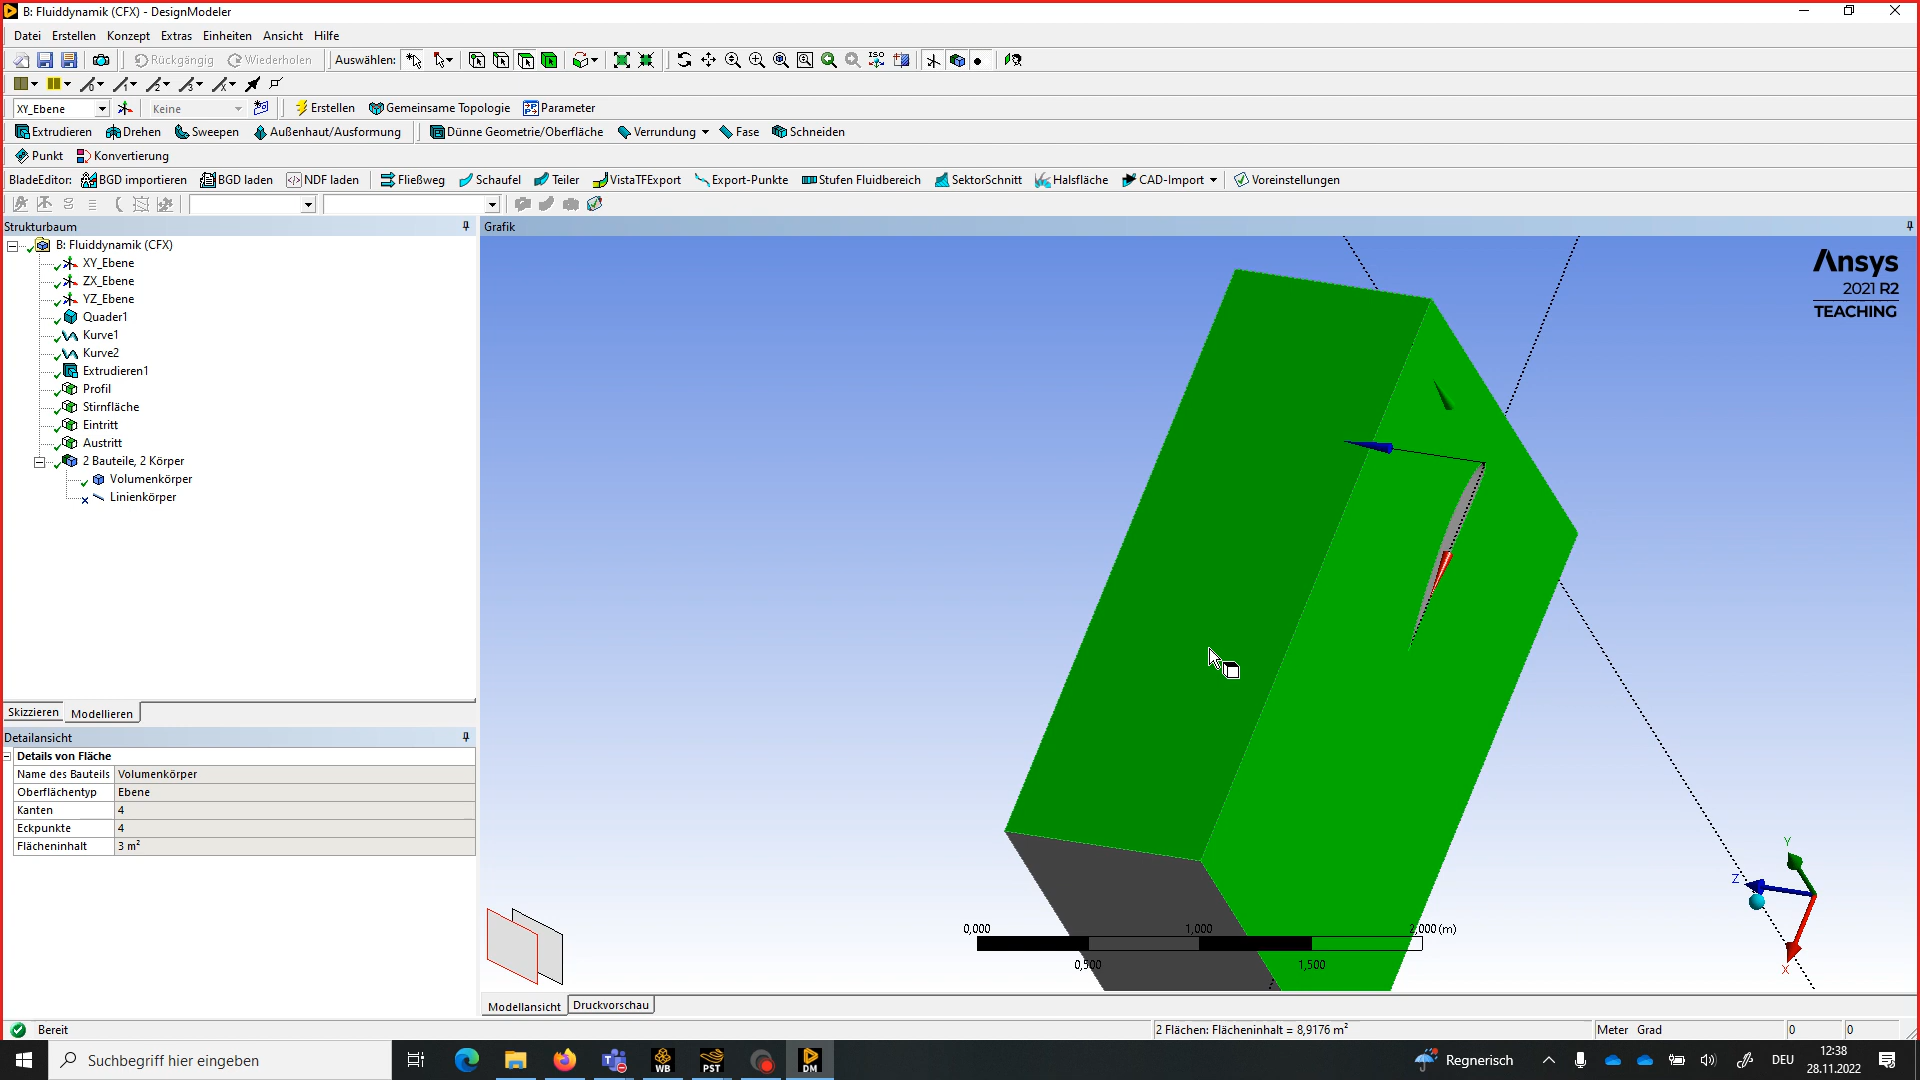 B: Fluiddynamik (CFX) - DesignModeler
Datei Erstellen Konzept Extras Einheiten Ansicht Hilfe
Rückgängig Wiederholen Auswählen: ISO
XY_Ebene Keine Erstellen Gemeinsame Topologie Parameter
Extrudieren Drehen Sweepen Außenhaut/Ausformung Dünne Geometrie/Oberfläche Verrundung Fase Schneiden
Punkt Konvertierung
BladeEditor: BGD importieren BGD laden NDF laden Fließweg Schaufel Teiler VistaTFExport Export-Punkte Stufen Fluidbereich SektorSchnitt Halsfläche CAD-Import Voreinstellungen
Strukturbaum
B: Fluiddynamik (CFX)
XY_Ebene
ZX_Ebene
YZ_Ebene
Quader1
Kurve1
Kurve2
Extrudieren1
Profil
Stirnfläche
Eintritt
Austritt
2 Bauteile, 2 Körper
Volumenkörper
Linienkörper
Skizzieren Modellieren
Detailansicht
Details von Fläche
Name des Bauteils Volumenkörper
Oberflächentyp Ebene
Kanten 4
Eckpunkte 4
Flächeninhalt 3 m²
Grafik
Ansys
2021 R2
TEACHING
Y
Z
X
0,000 1,000 2,000 (m)
0,500 1,500
Modellansicht Druckvorschau
Bereit 2 Flächen: Flächeninhalt = 8,9176 m² Meter Grad 0 0
Suchbegriff hier eingeben WB PST DM Regnerisch DEU 12:38
28.11.2022